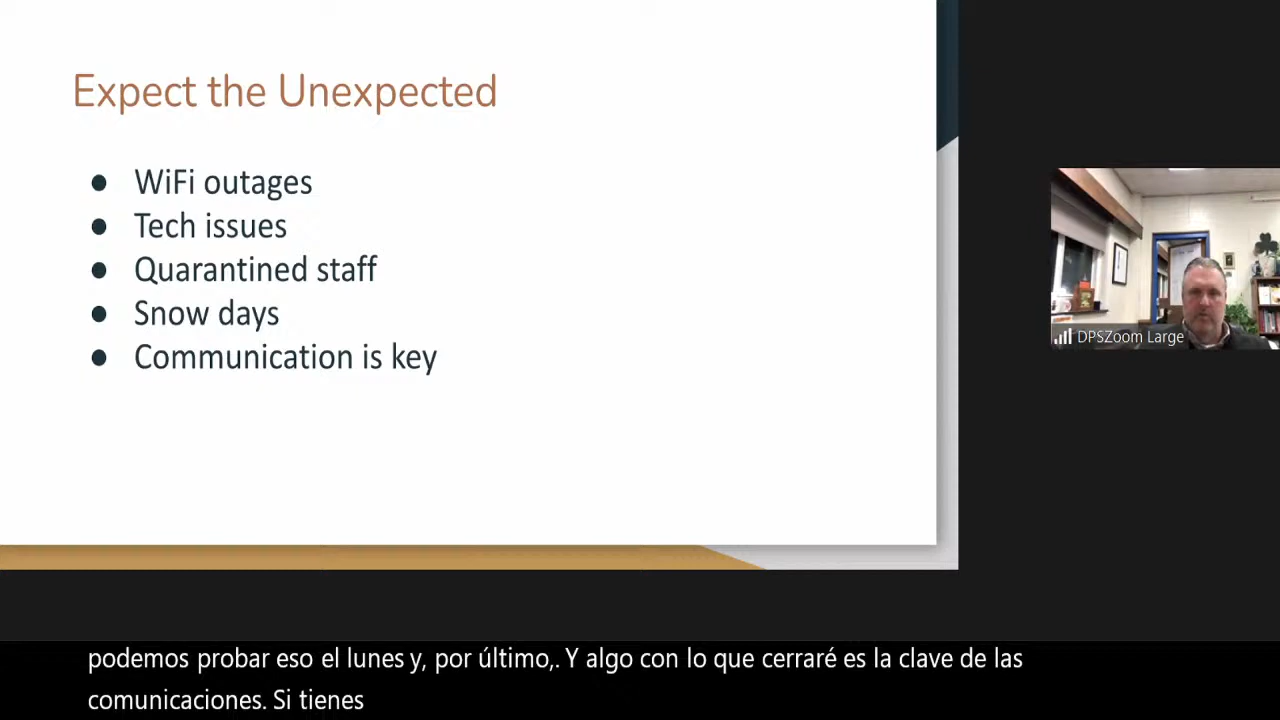 Expect the Unexpected
● WiFi outages
● Tech issues
● Quarantined staff
● Snow days
● Communication is key
DPSZoom Large
podemos probar eso el lunes y, por último,. Y algo con lo que cerraré es la clave de las
comunicaciones. Si tienes